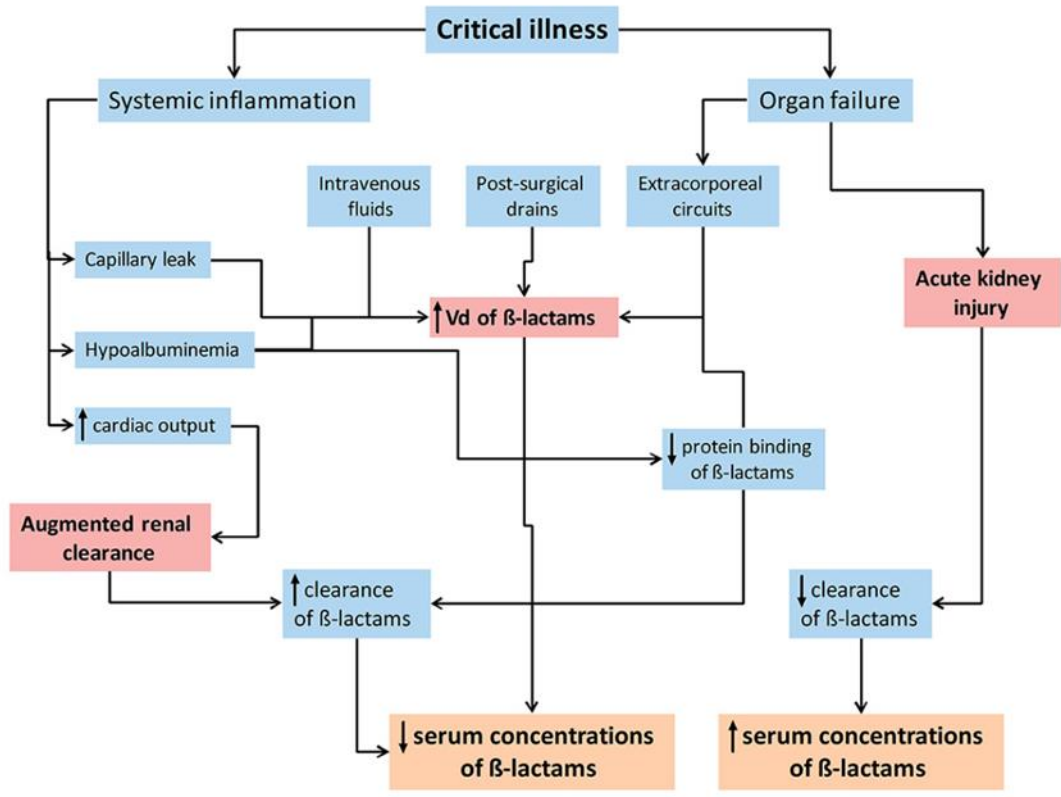 Critical illness
Systemic inflammation
Organ failure
Intravenous
fluids
Post-surgical
drains
Extracorporeal
circuits
Capillary leak
Acute kidney
injury
↑ Vd of ß-lactams
Hypoalbuminemia
↑ cardiac output
↓ protein binding
of ß-lactams
Augmented renal
clearance
↑ clearance
of ß-lactams
↓ clearance
of ß-lactams
↓ serum concentrations
of ß-lactams
↑ serum concentrations
of ß-lactams